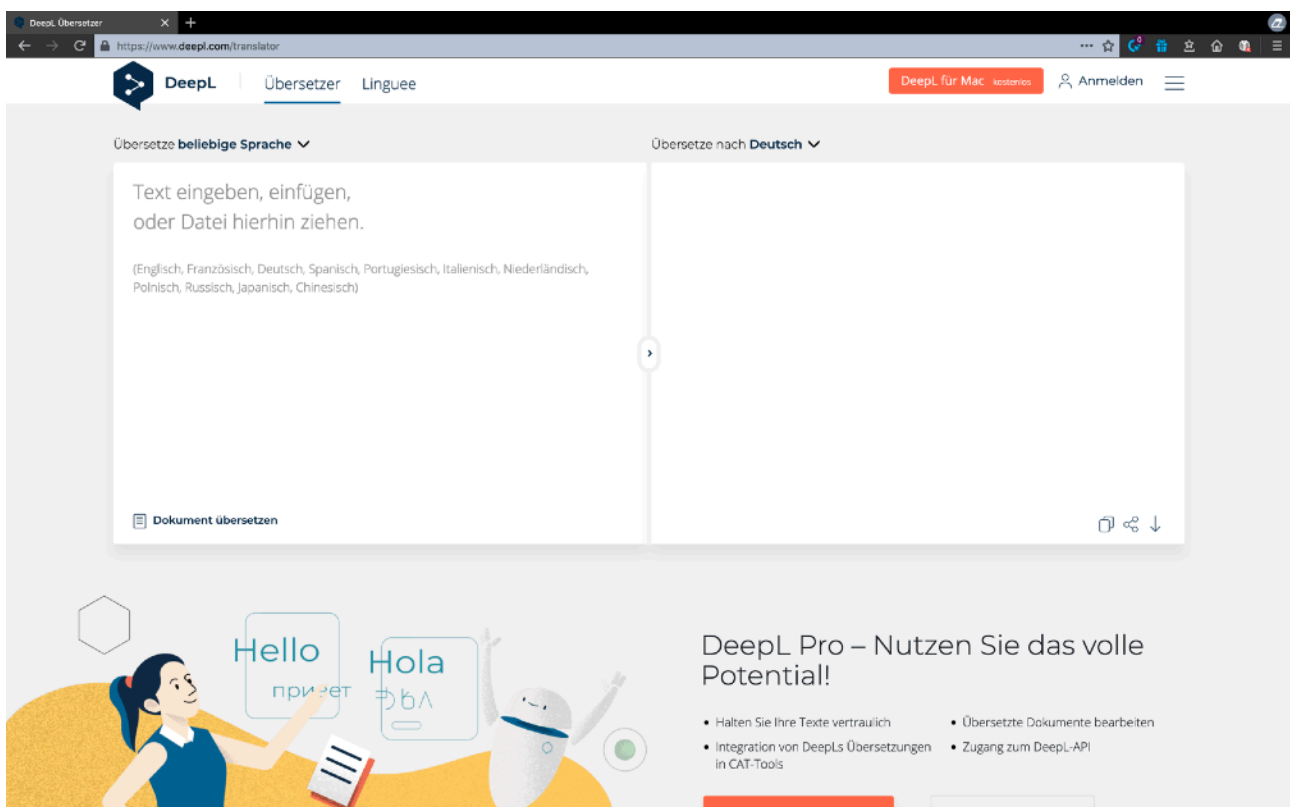 DeepL Übersetzer
https://www.deepl.com/translator
DeepL
Übersetzer
Linguee
DeepL für Mac kostenlos
Anmelden
Übersetze beliebige Sprache
Übersetze nach Deutsch
Text eingeben, einfügen,
oder Datei hierhin ziehen.
(Englisch, Französisch, Deutsch, Spanisch, Portugiesisch, Italienisch, Niederländisch,
Polnisch, Russisch, Japanisch, Chinesisch)
Dokument übersetzen
Hello
Hola
привет
DeepL Pro – Nutzen Sie das volle
Potential!
• Halten Sie Ihre Texte vertraulich
• Übersetzte Dokumente bearbeiten
• Integration von DeepLs Übersetzungen
in CAT-Tools
• Zugang zum DeepL-API